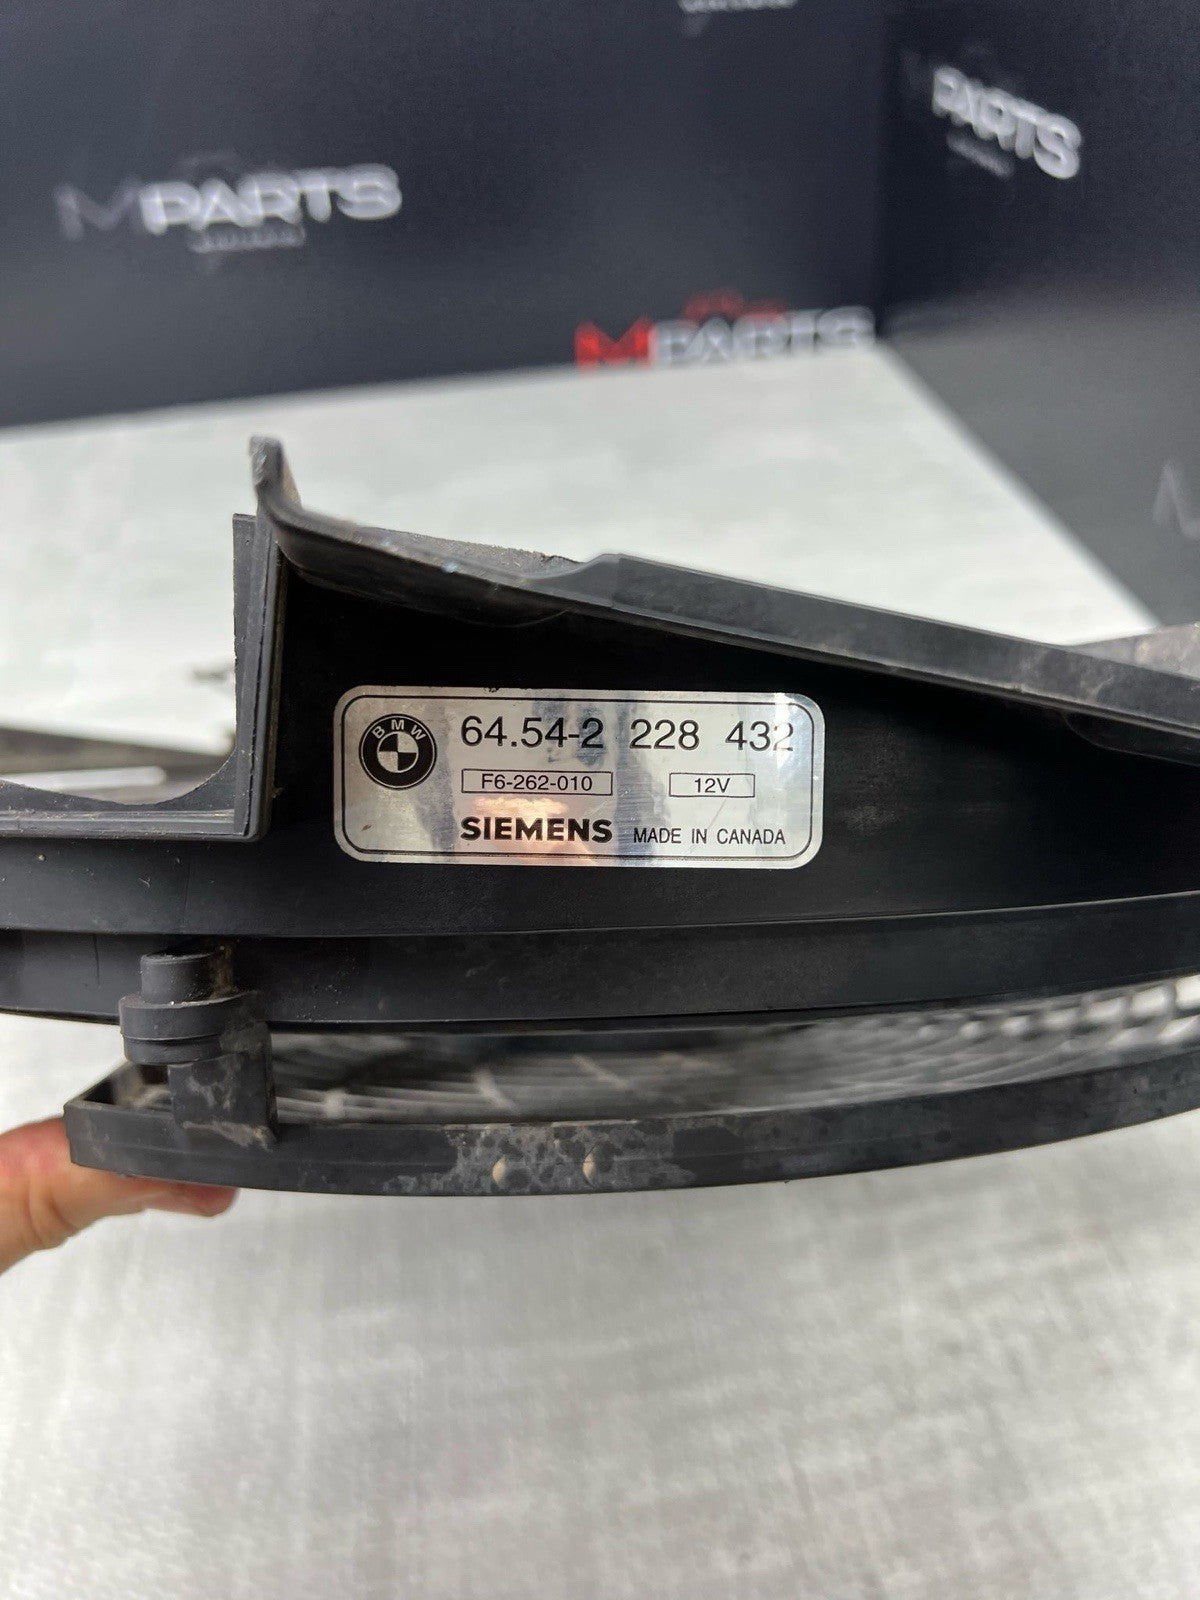 PARTS
MPARTS
MPARTS
BMW
64.54-2 228 432
F6-262-010 12V
SIEMENS MADE IN CANADA